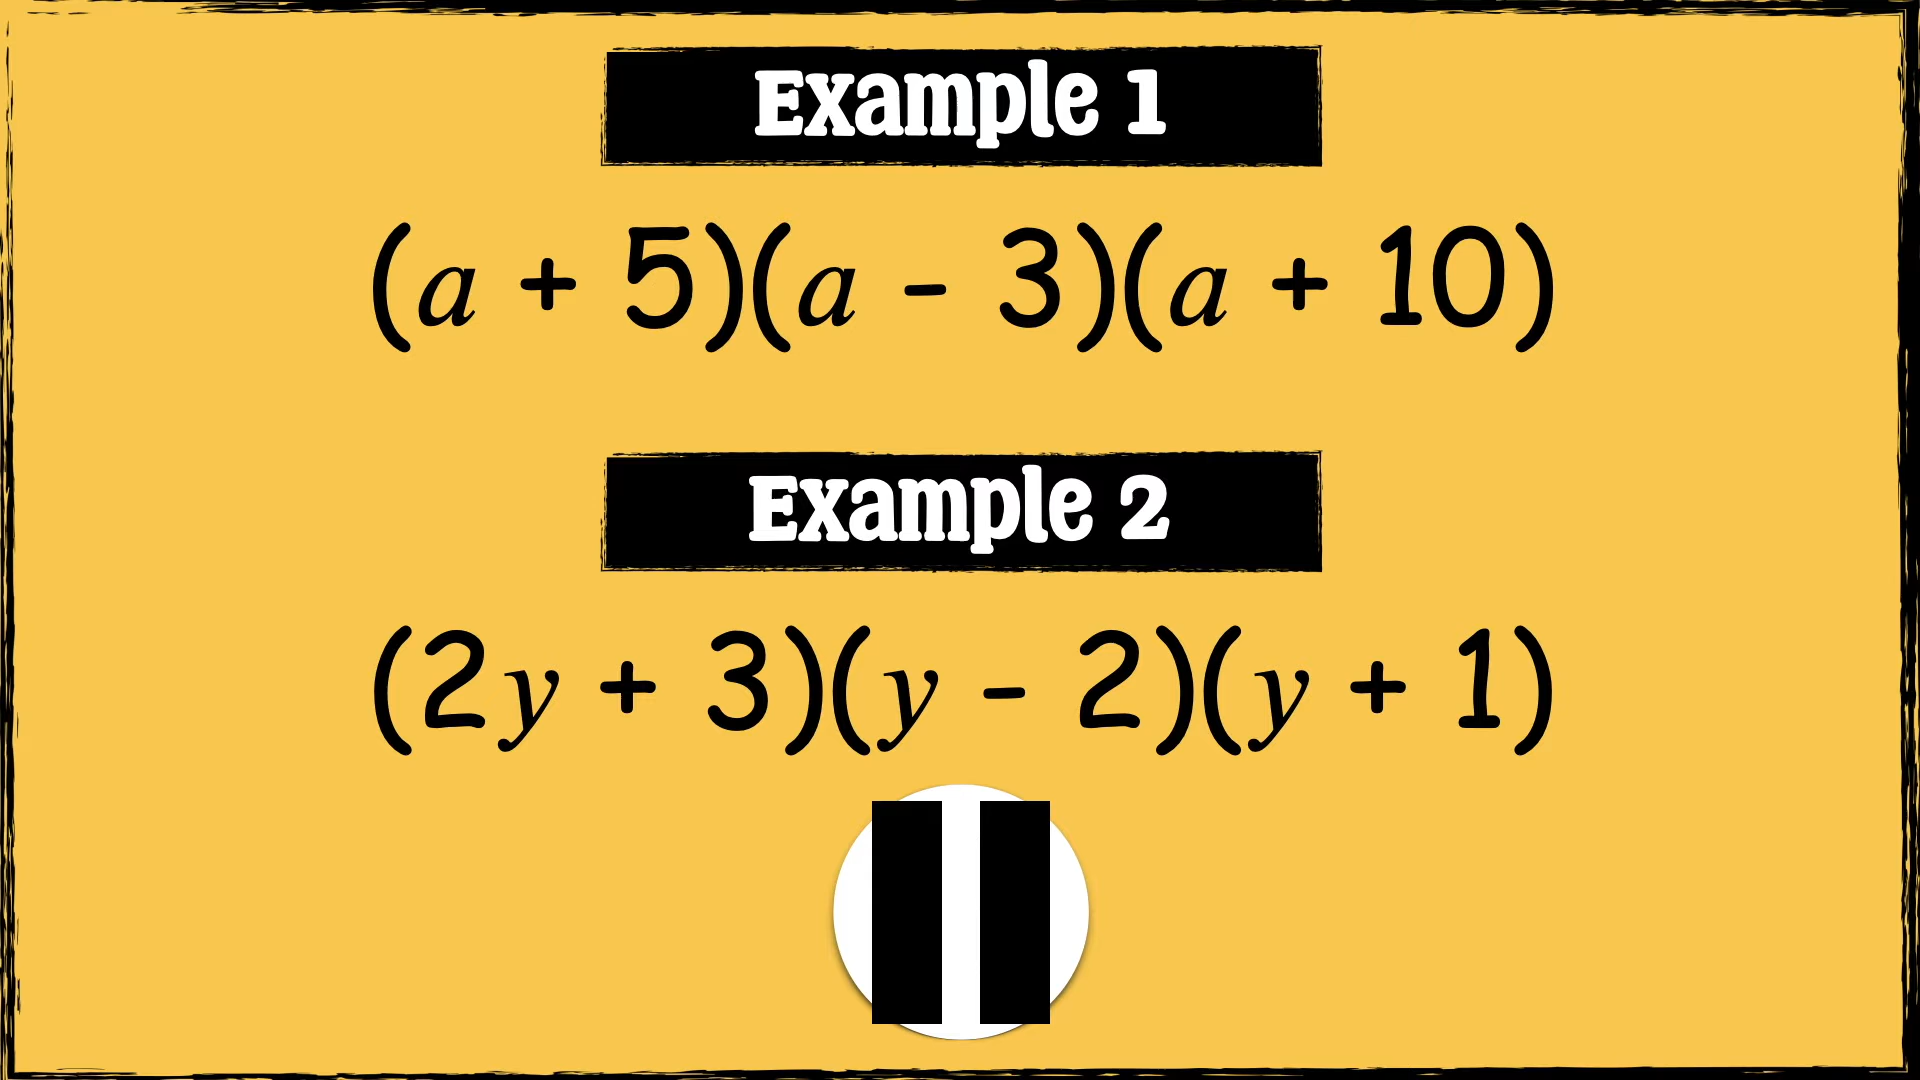 Example 1
(a + 5)(a - 3)(a + 10)
Example 2
(2y + 3)(y - 2)(y + 1)